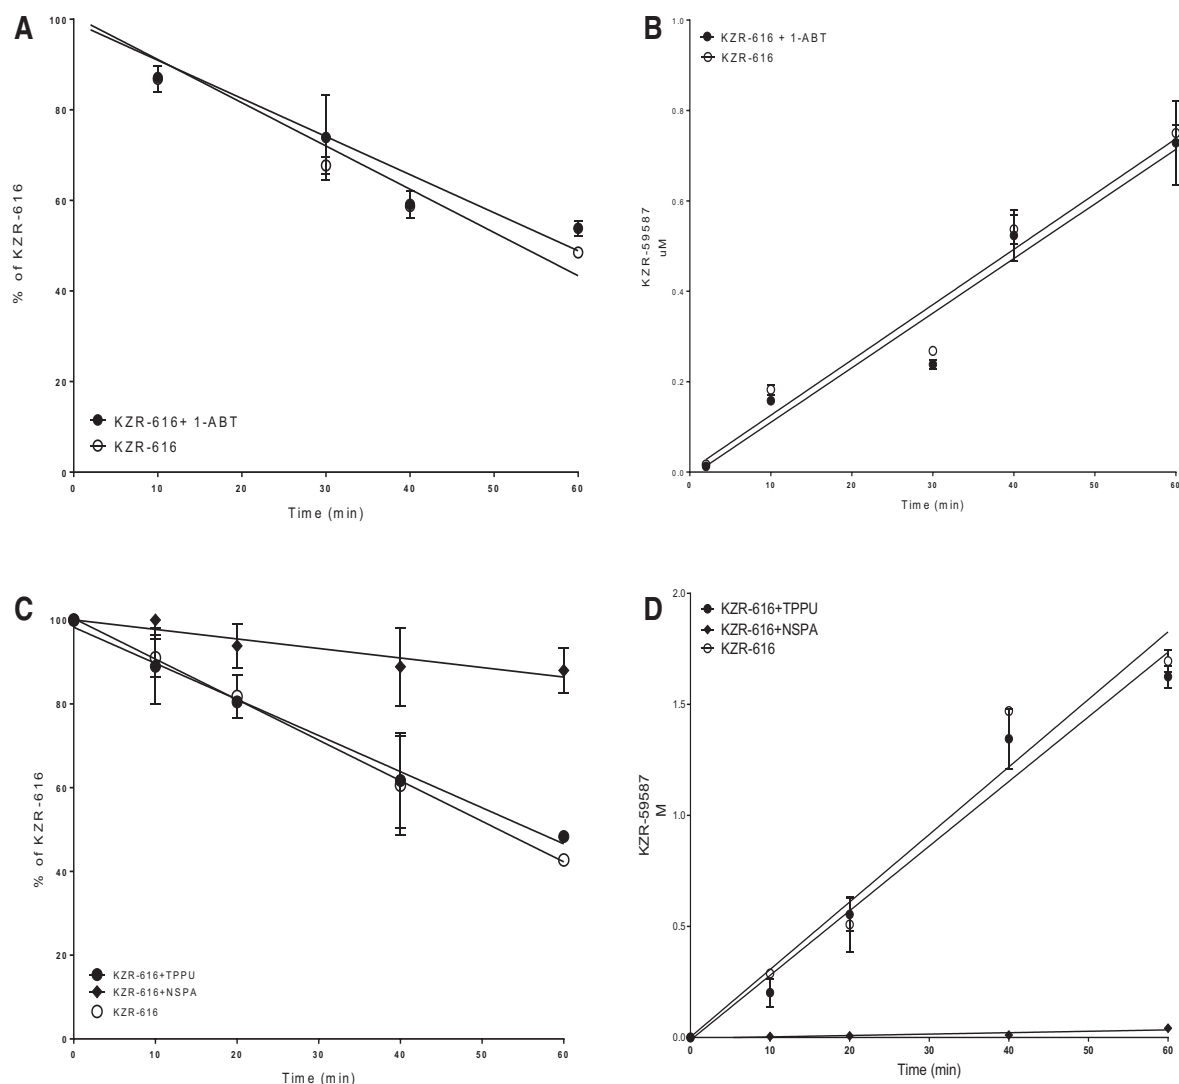 A
100
80
60
40
20
0
% of KZR-616
KZR-616+ 1-ABT
KZR-616
0
10
20
30
40
50
60
Time (min)
B
1.0
0.8
0.6
0.4
0.2
0.0
KZR-59587
uM
KZR-616 + 1-ABT
KZR-616
0
10
20
30
40
50
60
Time (min)
C
100
80
60
40
20
0
% of KZR-616
KZR-616+TPPU
KZR-616+NSPA
KZR-616
0
10
20
30
40
50
60
Time (min)
D
2.0
1.5
1.0
0.5
0.0
KZR-59587
M
KZR-616+TPPU
KZR-616+NSPA
KZR-616
0
10
20
30
40
50
60
Time (min)